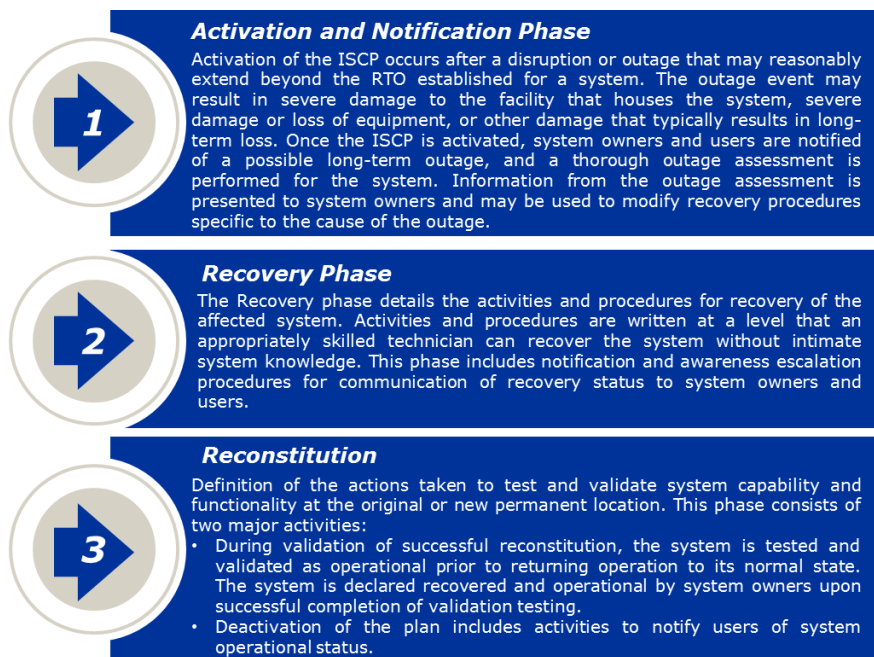 Activation and Notification Phase
Activation of the ISCP occurs after a disruption or outage that may reasonably
extend beyond the RTO established for a system. The outage event may
result in severe damage to the facility that houses the system, severe
damage or loss of equipment, or other damage that typically results in long-
term loss. Once the ISCP is activated, system owners and users are notified
of a possible long-term outage, and a thorough outage assessment is
performed for the system. Information from the outage assessment is
presented to system owners and may be used to modify recovery procedures
specific to the cause of the outage.
1
Recovery Phase
The Recovery phase details the activities and procedures for recovery of the
affected system. Activities and procedures are written at a level that an
appropriately skilled technician can recover the system without intimate
system knowledge. This phase includes notification and awareness escalation
procedures for communication of recovery status to system owners and
users.
2
Reconstitution
Definition of the actions taken to test and validate system capability and
functionality at the original or new permanent location. This phase consists of
two major activities:
• During validation of successful reconstitution, the system is tested and
validated as operational prior to returning operation to its normal state.
The system is declared recovered and operational by system owners upon
successful completion of validation testing.
• Deactivation of the plan includes activities to notify users of system
operational status.
3